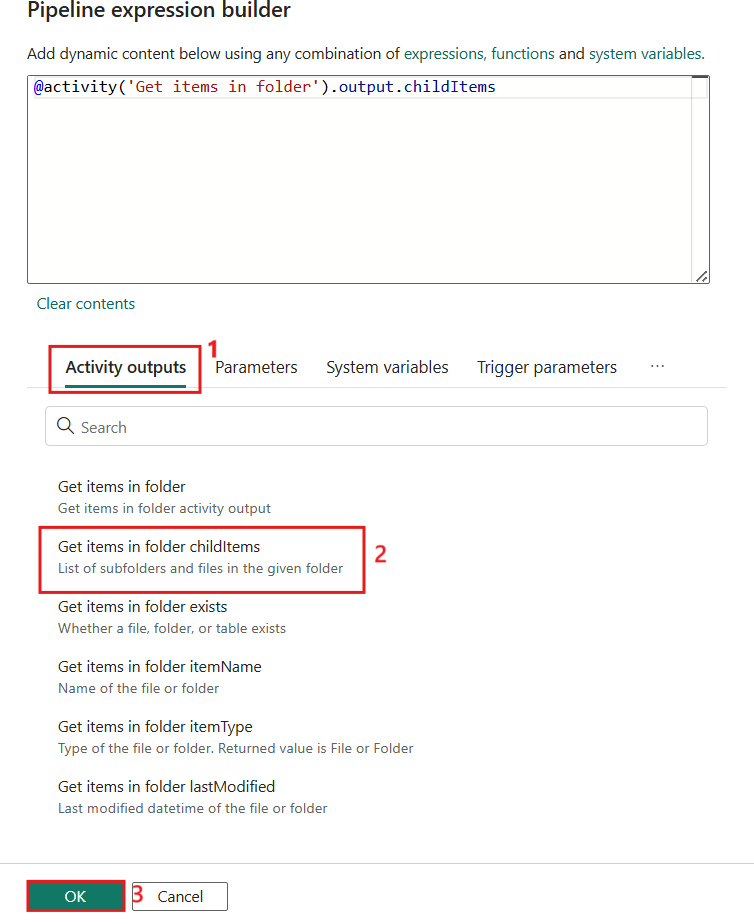 Pipeline expression builder
Add dynamic content below using any combination of expressions, functions and system variables.
@activity('Get items in folder').output.childItems
Clear contents
Activity outputs 1 Parameters System variables Trigger parameters ...
Search
Get items in folder
Get items in folder activity output
Get items in folder childItems
List of subfolders and files in the given folder
2
Get items in folder exists
Whether a file, folder, or table exists
Get items in folder itemName
Name of the file or folder
Get items in folder itemType
Type of the file or folder. Returned value is File or Folder
Get items in folder lastModified
Last modified datetime of the file or folder
OK 3 Cancel